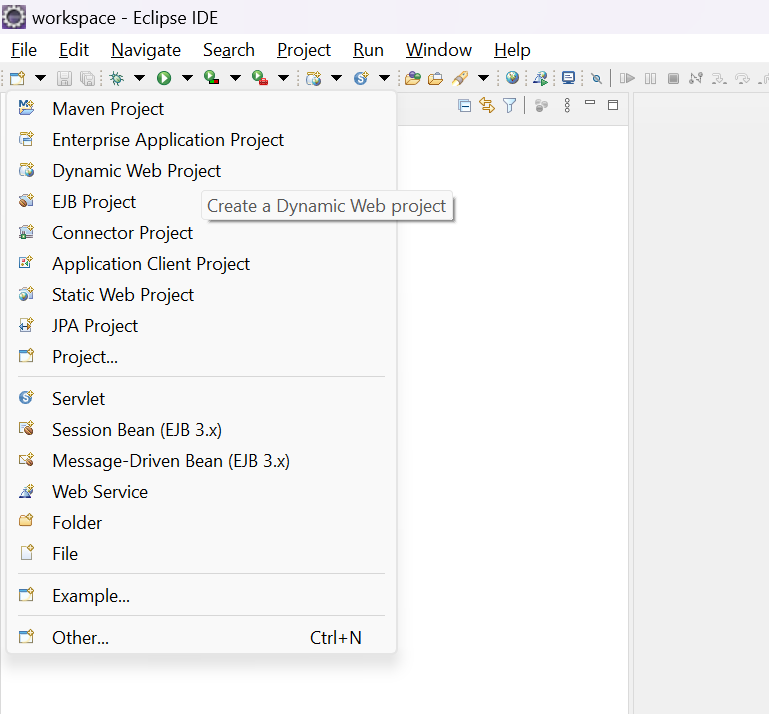 workspace - Eclipse IDE
File Edit Navigate Search Project Run Window Help
Maven Project
Enterprise Application Project
Dynamic Web Project
EJB Project
Create a Dynamic Web project
Connector Project
Application Client Project
Static Web Project
JPA Project
Project...
Servlet
Session Bean (EJB 3.x)
Message-Driven Bean (EJB 3.x)
Web Service
Folder
File
Example...
Other... Ctrl+N